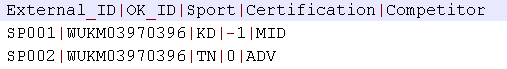 External_ID|OK_ID|Sport|Certification|Competitor
SP001|WUKM03970396|KD|-1|MID
SP002|WUKM03970396|TN|0|ADV